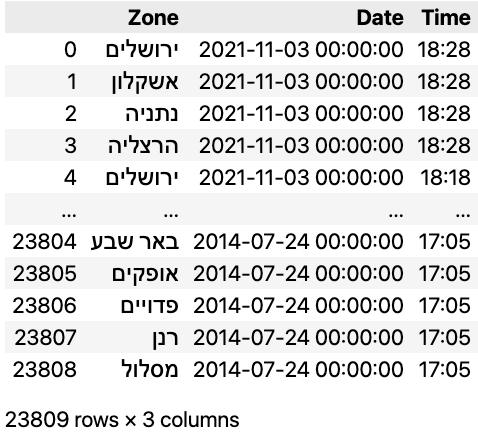 Zone Date Time
0 ירושלים 2021-11-03 00:00:00 18:28
1 אשקלון 2021-11-03 00:00:00 18:28
2 נתניה 2021-11-03 00:00:00 18:28
3 הרצליה 2021-11-03 00:00:00 18:28
4 ירושלים 2021-11-03 00:00:00 18:18
... ... ... ...
23804 באר שבע 2014-07-24 00:00:00 17:05
23805 אופקים 2014-07-24 00:00:00 17:05
23806 פדויים 2014-07-24 00:00:00 17:05
23807 רנן 2014-07-24 00:00:00 17:05
23808 מסלול 2014-07-24 00:00:00 17:05
23809 rows × 3 columns